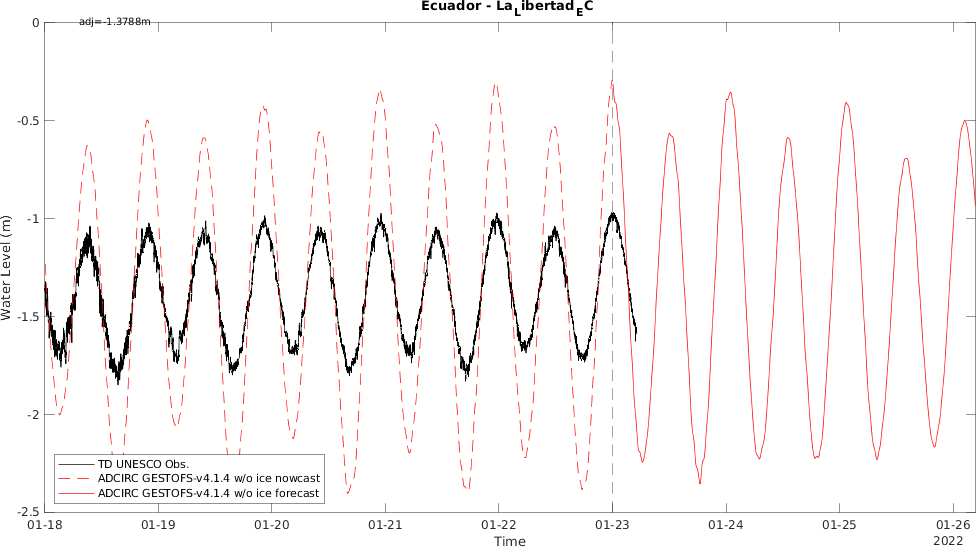 Ecuador - LaLibertadEC
adj=-1.3788m
0
-0.5
-1
-1.5
-2
-2.5
Water Level (m)
TD UNESCO Obs.
ADCIRC GESTOFS-v4.1.4 w/o ice nowcast
ADCIRC GESTOFS-v4.1.4 w/o ice forecast
01-18 01-19 01-20 01-21 01-22 01-23 01-24 01-25 01-26
Time
2022